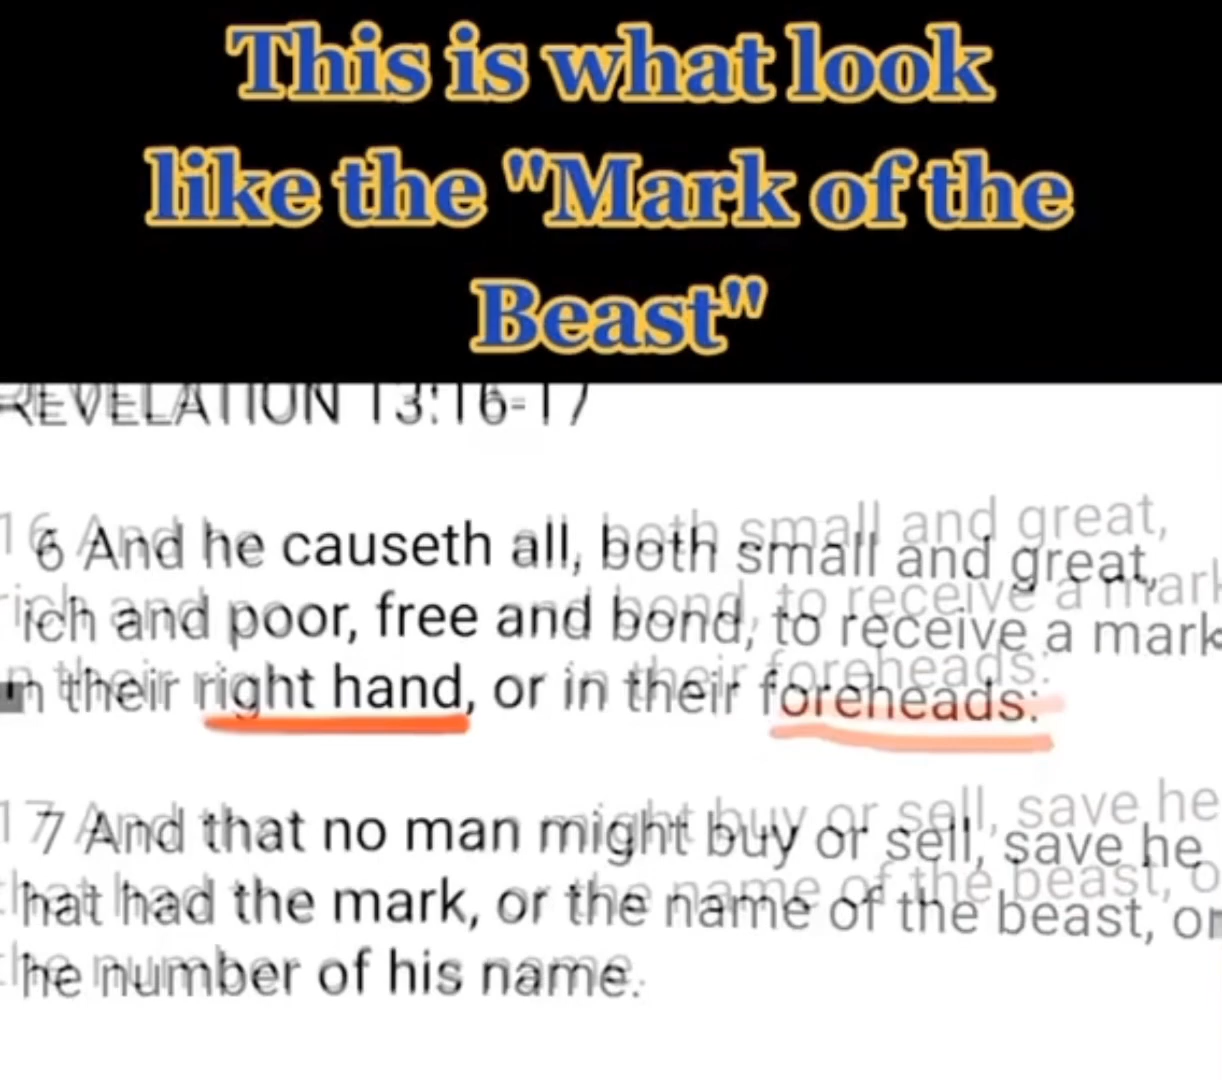 This is what look
like the "Mark of the
Beast"
REVELATION 13:16-17
16 And he causeth all, both small and great,
rich and poor, free and bond, to receive a mark
in their right hand, or in their foreheads:
17 And that no man might buy or sell, save he
that had the mark, or the name of the beast, or
the number of his name.